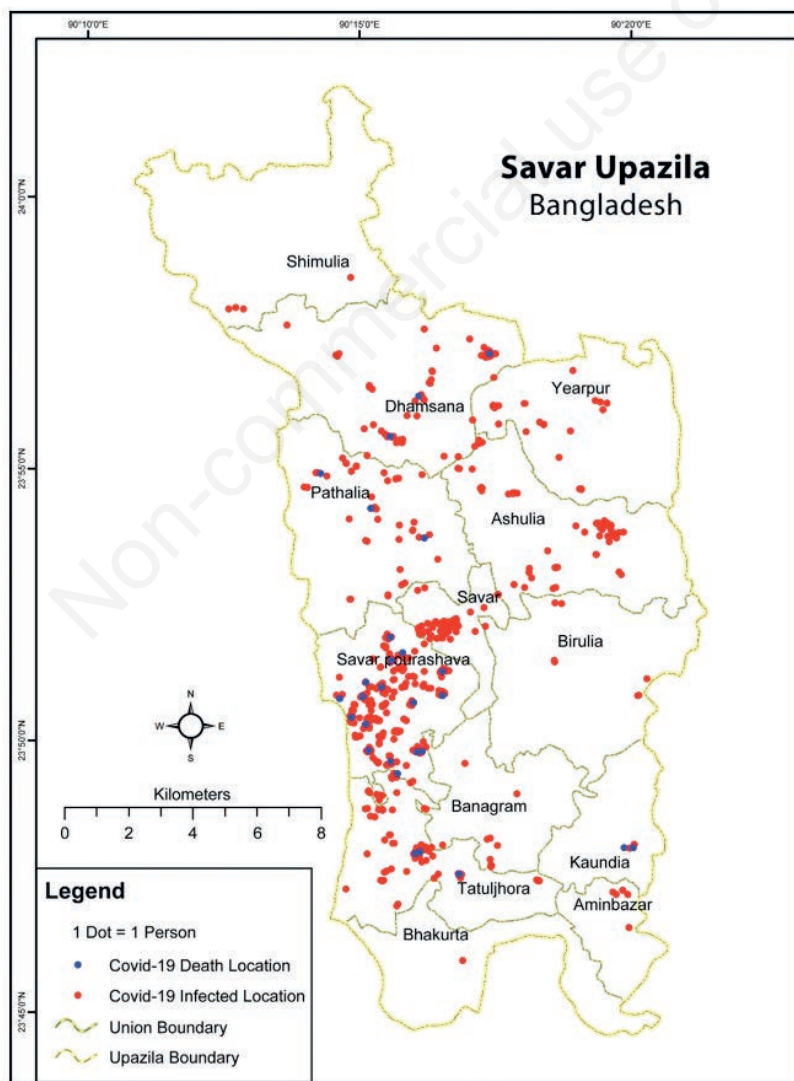 90°10'0"E 90°15'0"E 90°20'0"E
Non-commercial use o
Savar Upazila
Bangladesh
24°0'0"N
Shimulia
Yearpur
Dhamsana
23°55'0"N
Pathalia
Ashulia
Savar
Birulia
Savar pourashava
N
W E
S
23°50'0"N
Kilometers
0 2 4 6 8
Banagram
Kaundia
Tatuljhora
Aminbazar
Bhakurta
Legend
1 Dot = 1 Person
Covid-19 Death Location
Covid-19 Infected Location
23°45'0"N
Union Boundary
Upazila Boundary